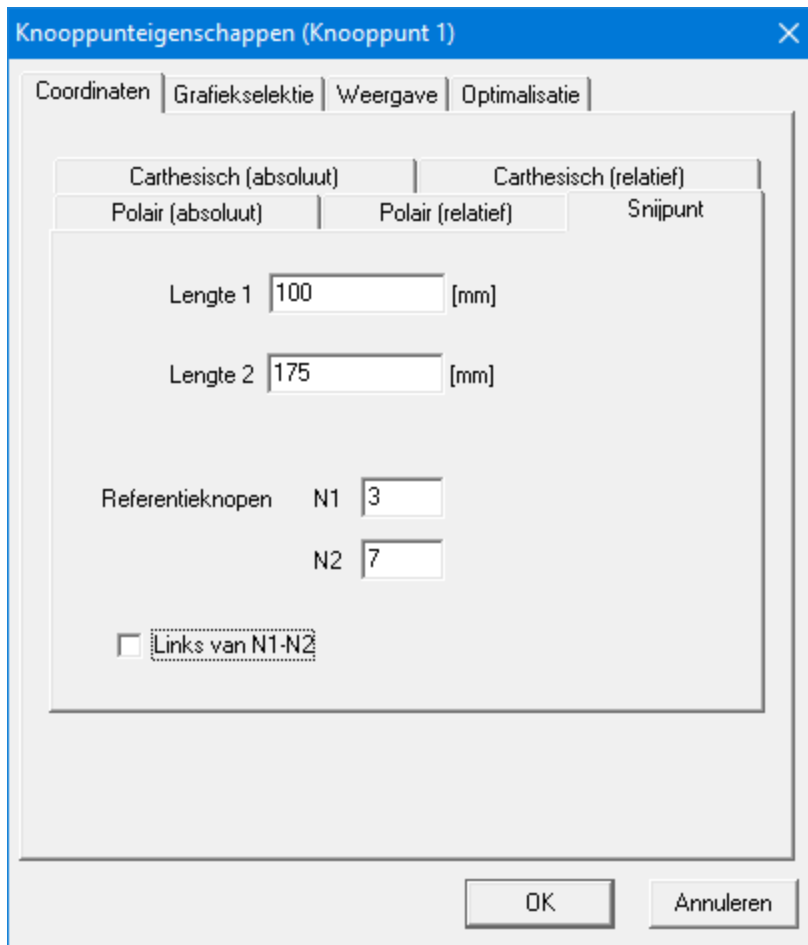 Knooppunteigenschappen (Knooppunt 1)
Coordinaten Grafiekselektie Weergave Optimalisatie
Carthesisch (absoluut) Carthesisch (relatief)
Polair (absoluut) Polair (relatief) Snijpunt
Lengte 1 100 [mm]
Lengte 2 175 [mm]
Referentieknopen N1 3
N2 7
Links van N1-N2
OK Annuleren